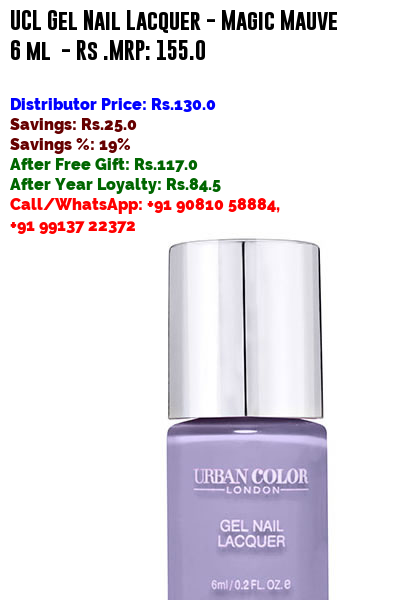 UCL Gel Nail Lacquer - Magic Mauve
6 ml - Rs .MRP: 155.0
Distributor Price: Rs.130.0
Savings: Rs.25.0
Savings %: 19%
After Free Gift: Rs.117.0
After Year Loyalty: Rs.84.5
Call/WhatsApp: +91 90810 58884,
+91 99137 22372
URBAN COLOR
LONDON
GEL NAIL
LACQUER
6ml / 0.2 FL. OZ. e